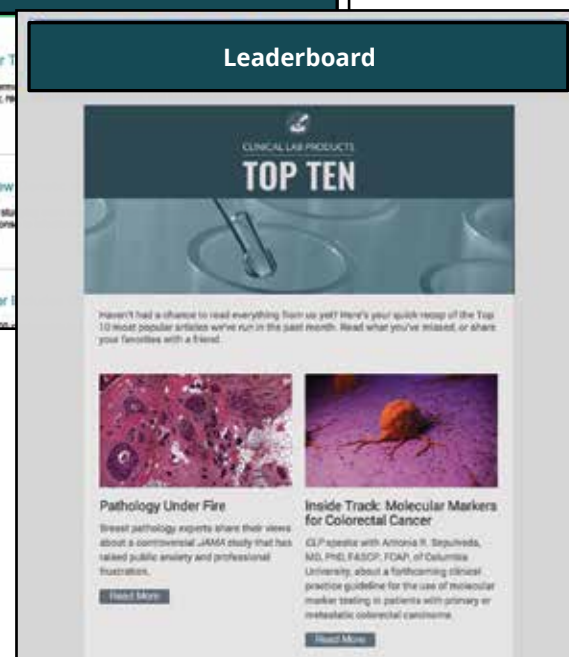 Leaderboard
CLINICAL LAB PRODUCTS
TOP TEN
Haven't had a chance to read everything from us yet? Here's your quick recap of the Top
10 most popular articles we've run in the past month. Read what you've missed, or share
your favorites with a friend.
Pathology Under Fire
Breast pathology experts share their views
about a controversial JAMA study that has
raised public anxiety and professional
frustration.
Read More
Inside Track: Molecular Markers
for Colorectal Cancer
CLP speaks with Antonia R. Sepulveda,
MD, PhD, FASCP, FCAP, of Columbia
University, about a forthcoming clinical
practice guideline for the use of molecular
marker testing in patients with primary or
metastatic colorectal carcinoma.
Read More